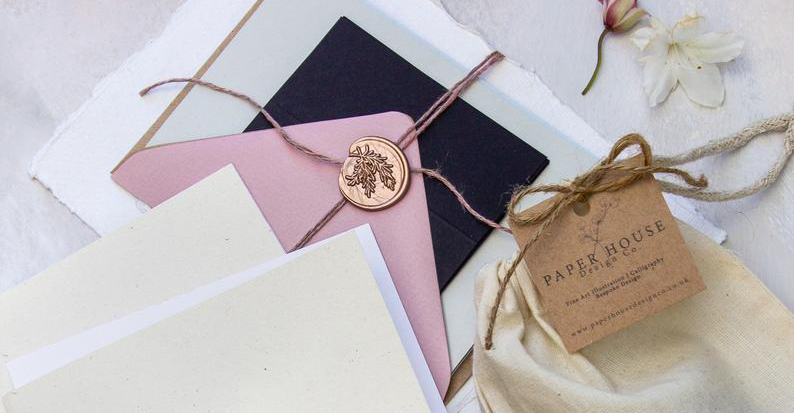 PAPER HOUSE
Design Co.
Fine Art Illustration | Calligraphy
Bespoke Design
www.paperhousedesignco.co.uk